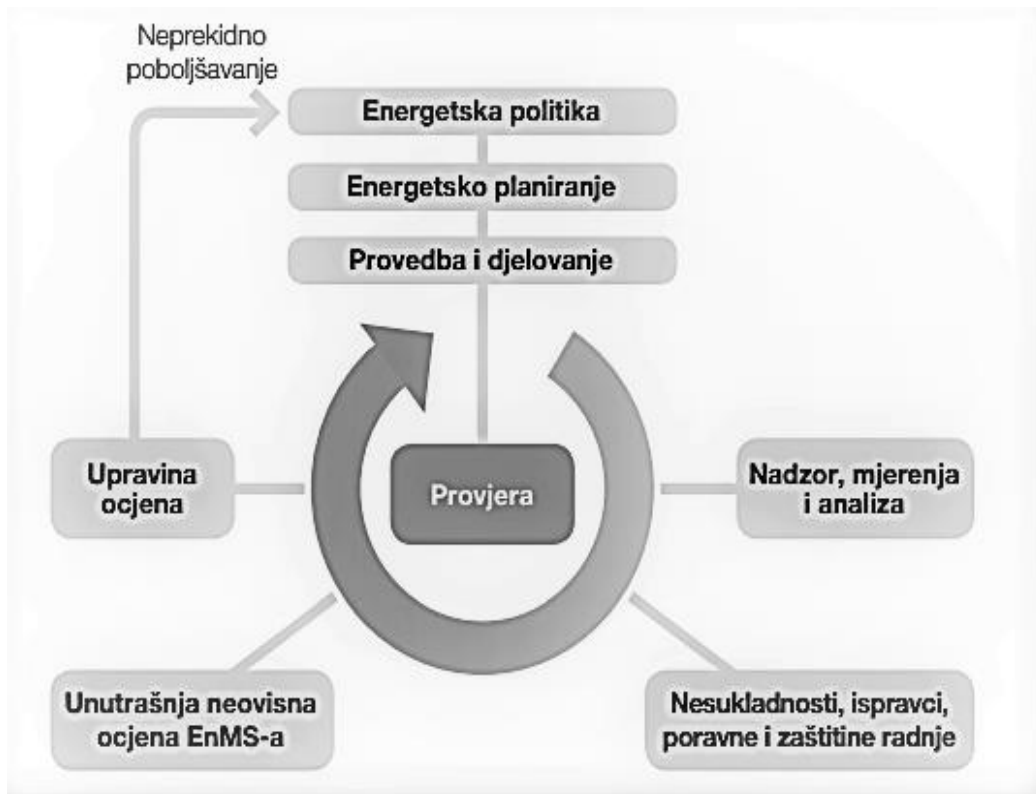 Neprekidno
poboljšavanje
Energetska politika
Energetsko planiranje
Provedba i djelovanje
Upravina
ocjena
Provjera
Nadzor, mjerenja
i analiza
Unutrašnja neovisna
ocjena EnMS-a
Nesukladnosti, ispravci,
poravne i zaštitine radnje